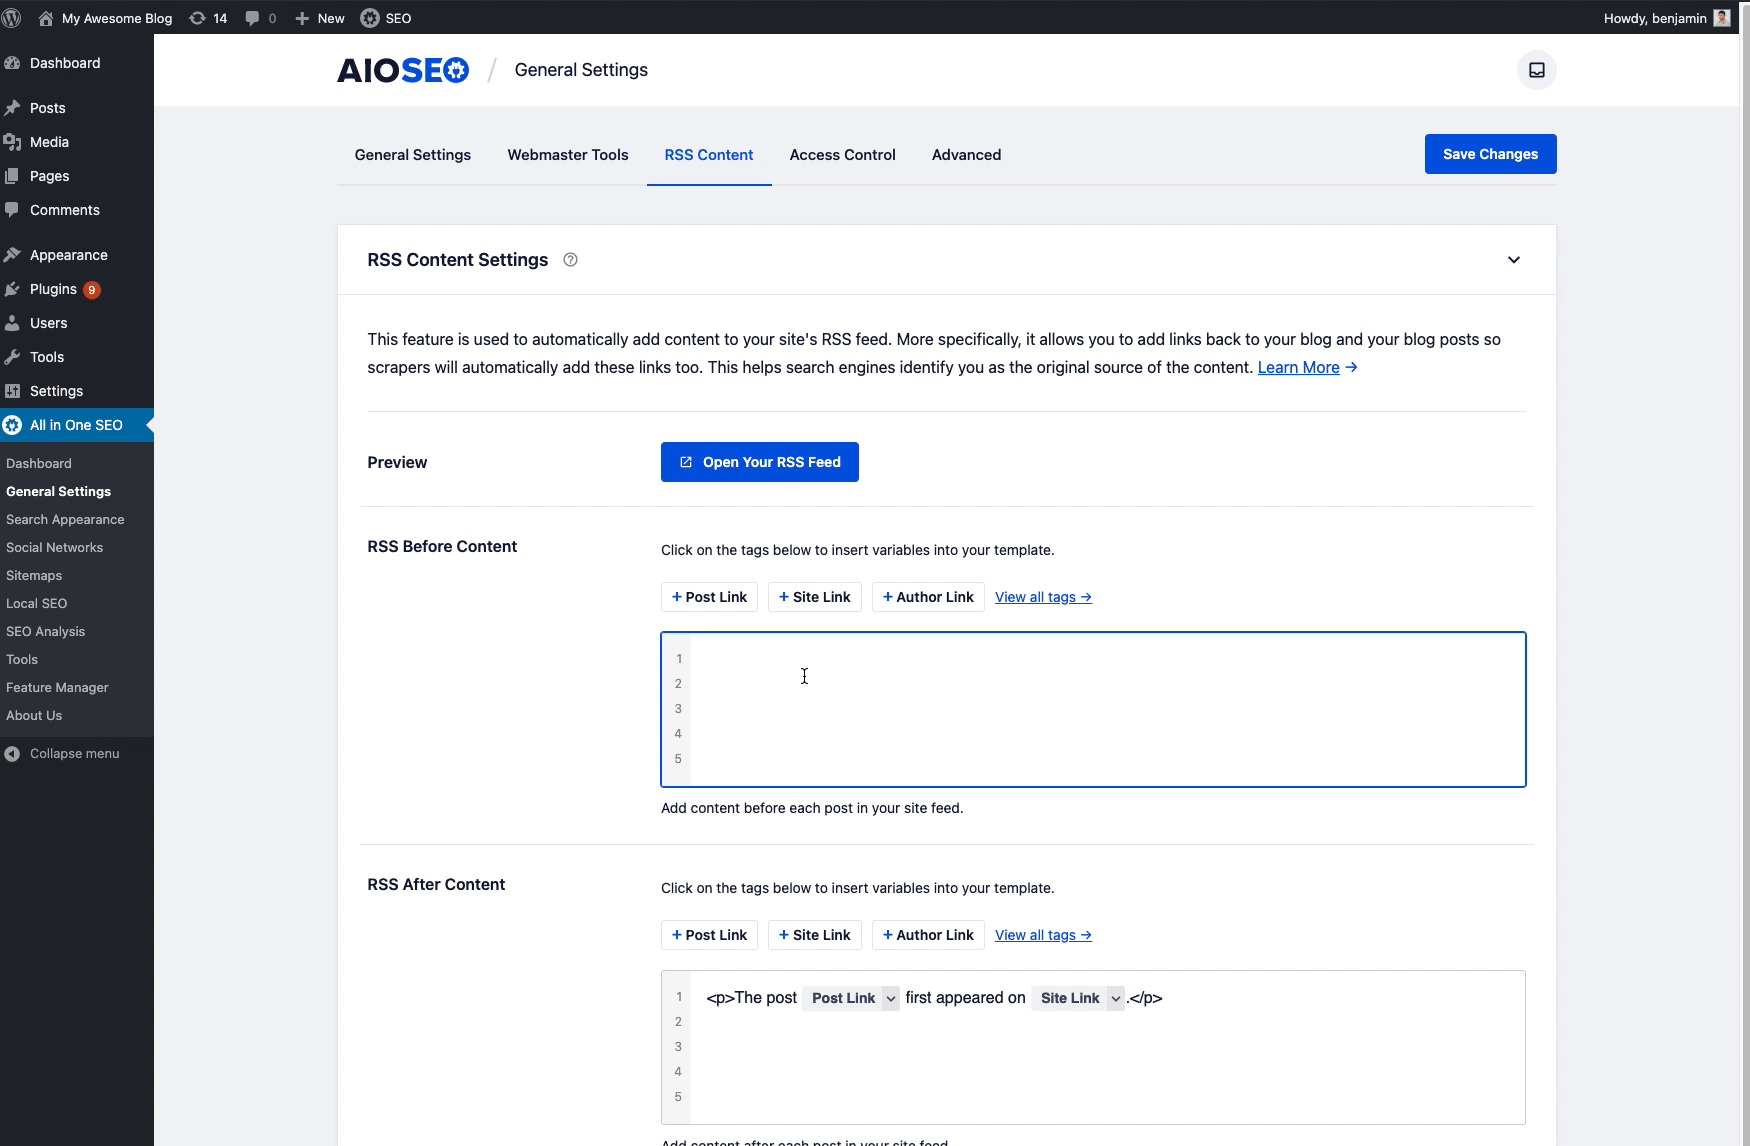 My Awesome Blog 14 0 New SEO Howdy, benjamin
Dashboard
Posts
Media
Pages
Comments
Appearance
Plugins 9
Users
Tools
Settings
All in One SEO
Dashboard
General Settings
Search Appearance
Social Networks
Sitemaps
Local SEO
SEO Analysis
Tools
Feature Manager
About Us
Collapse menu
AIOSEO / General Settings
General Settings Webmaster Tools RSS Content Access Control Advanced Save Changes
RSS Content Settings
This feature is used to automatically add content to your site's RSS feed. More specifically, it allows you to add links back to your blog and your blog posts so
scrapers will automatically add these links too. This helps search engines identify you as the original source of the content. Learn More →
Preview Open Your RSS Feed
RSS Before Content
Click on the tags below to insert variables into your template.
+ Post Link + Site Link + Author Link View all tags →
1
2
3
4
5
Add content before each post in your site feed.
RSS After Content
Click on the tags below to insert variables into your template.
+ Post Link + Site Link + Author Link View all tags →
1 <p>The post Post Link first appeared on Site Link .</p>
2
3
4
5
Add content after each post in your site feed.